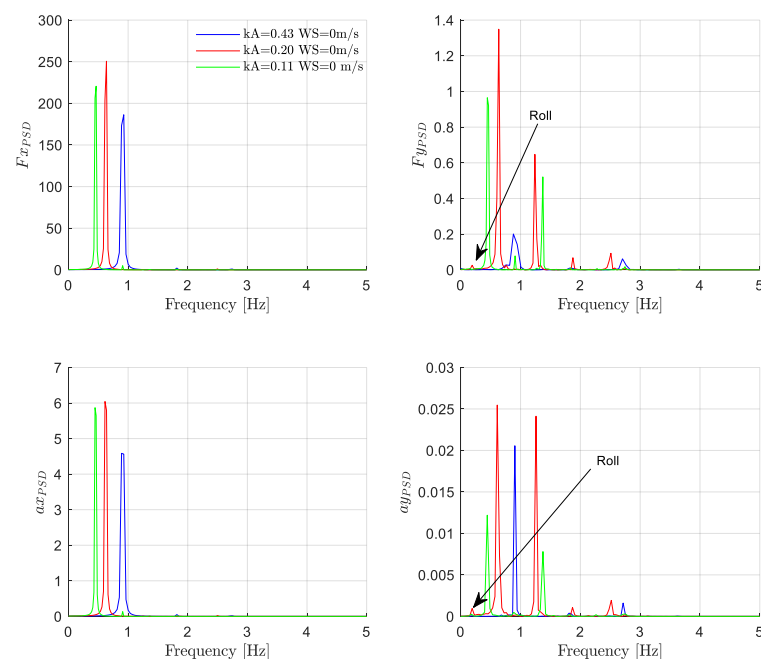 300
250
200
150
100
50
0
Fx_PSD
kA=0.43 WS=0m/s
kA=0.20 WS=0m/s
kA=0.11 WS=0 m/s
0 1 2 3 4 5
Frequency [Hz]
1.4
1.2
1
0.8
0.6
0.4
0.2
0
Fy_PSD
Roll
0 1 2 3 4 5
Frequency [Hz]
7
6
5
4
3
2
1
0
ax_PSD
0 1 2 3 4 5
Frequency [Hz]
0.03
0.025
0.02
0.015
0.01
0.005
0
ay_PSD
Roll
0 1 2 3 4 5
Frequency [Hz]